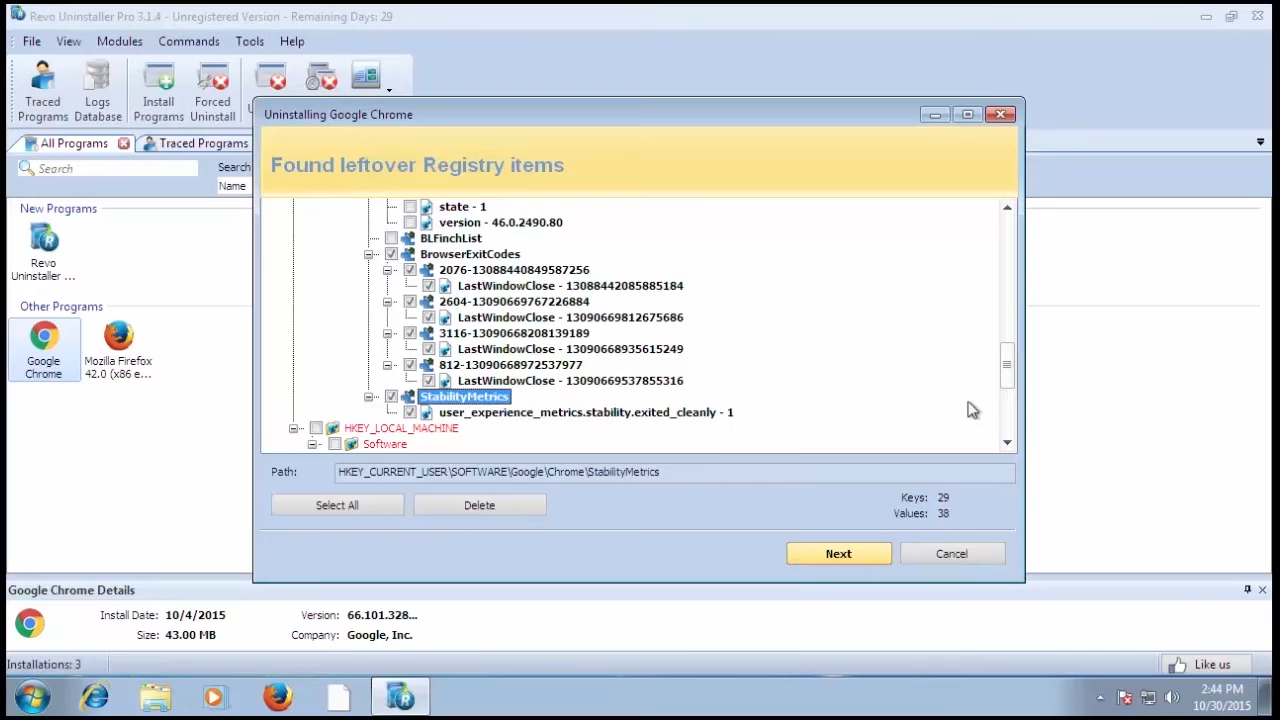 Revo Uninstaller Pro 3.1.4 - Unregistered Version - Remaining Days: 29
File View Modules Commands Tools Help
Traced Programs
Logs Database
Install Programs
Forced Uninstall
All Programs
Traced Programs
Search
Search
Name
New Programs
Revo Uninstaller ...
Other Programs
Google Chrome
Mozilla Firefox 42.0 (x86 e...
Uninstalling Google Chrome
Found leftover Registry items
state - 1
version - 46.0.2490.80
BLFinchList
BrowserExitCodes
2076-13088440849587256
LastWindowClose - 13088442085885184
2604-13090669767226884
LastWindowClose - 13090669812675686
3116-13090668208139189
LastWindowClose - 13090668935615249
812-13090668972537977
LastWindowClose - 13090669537855316
StabilityMetrics
user_experience_metrics.stability.exited_cleanly - 1
HKEY_LOCAL_MACHINE
Software
Path: HKEY_CURRENT_USER\SOFTWARE\Google\Chrome\StabilityMetrics
Select All
Delete
Keys: 29
Values: 38
Next
Cancel
Google Chrome Details
Install Date: 10/4/2015 Version: 66.101.328...
Size: 43.00 MB Company: Google, Inc.
Installations: 3
Like us
2:44 PM
10/30/2015